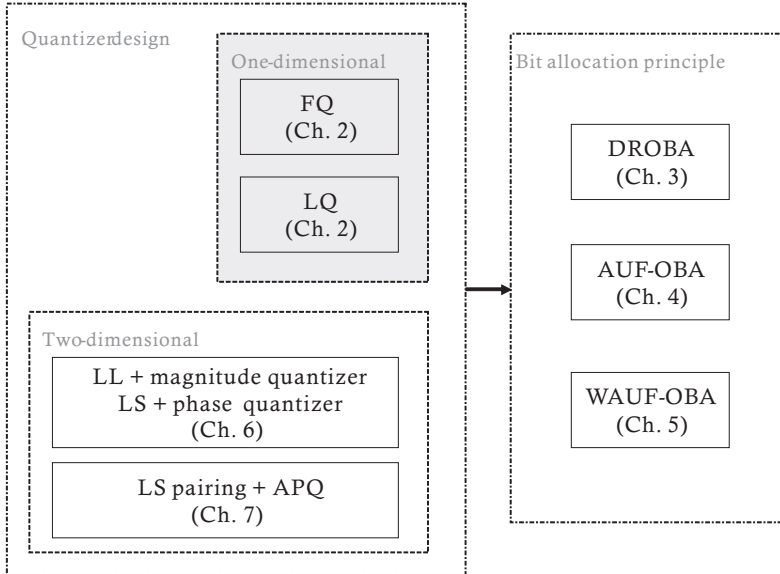 Quantizerdesign
One-dimensional
FQ
(Ch. 2)
LQ
(Ch. 2)
Two-dimensional
LL + magnitude quantizer
LS + phase quantizer
(Ch. 6)
LS pairing + APQ
(Ch. 7)
Bit allocation principle
DROBA
(Ch. 3)
AUF-OBA
(Ch. 4)
WAUF-OBA
(Ch. 5)